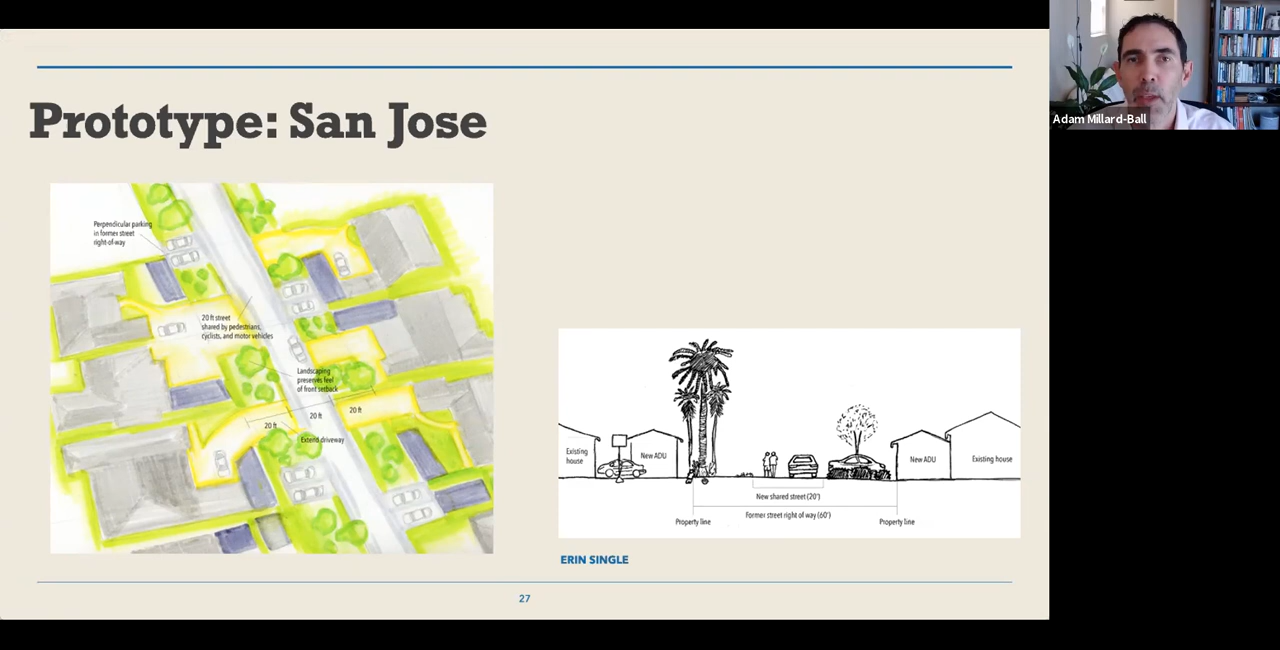 Adam Millard-Ball
Prototype: San Jose
Perpendicular parking
in former street
right-of-way
20 ft street
shared by pedestrians,
cyclists, and motor vehicles
Landscaping
preserves feel
of front setback
20 ft
20 ft
20 ft
Extend driveway
Existing
house
New ADU
New ADU
Existing house
New shared street (20')
Former street right of way (60')
Property line
Property line
ERIN SINGLE
27